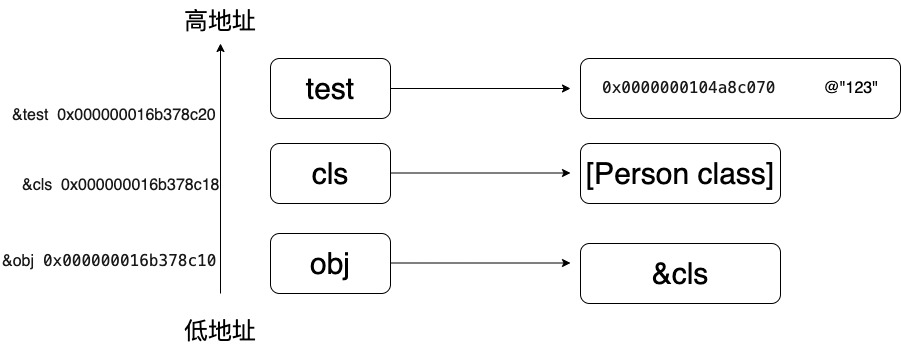 高地址
test
0x0000000104a8c070 @"123"
&test 0x000000016b378c20
cls
[Person class]
&cls 0x000000016b378c18
&obj 0x000000016b378c10
obj
&cls
低地址